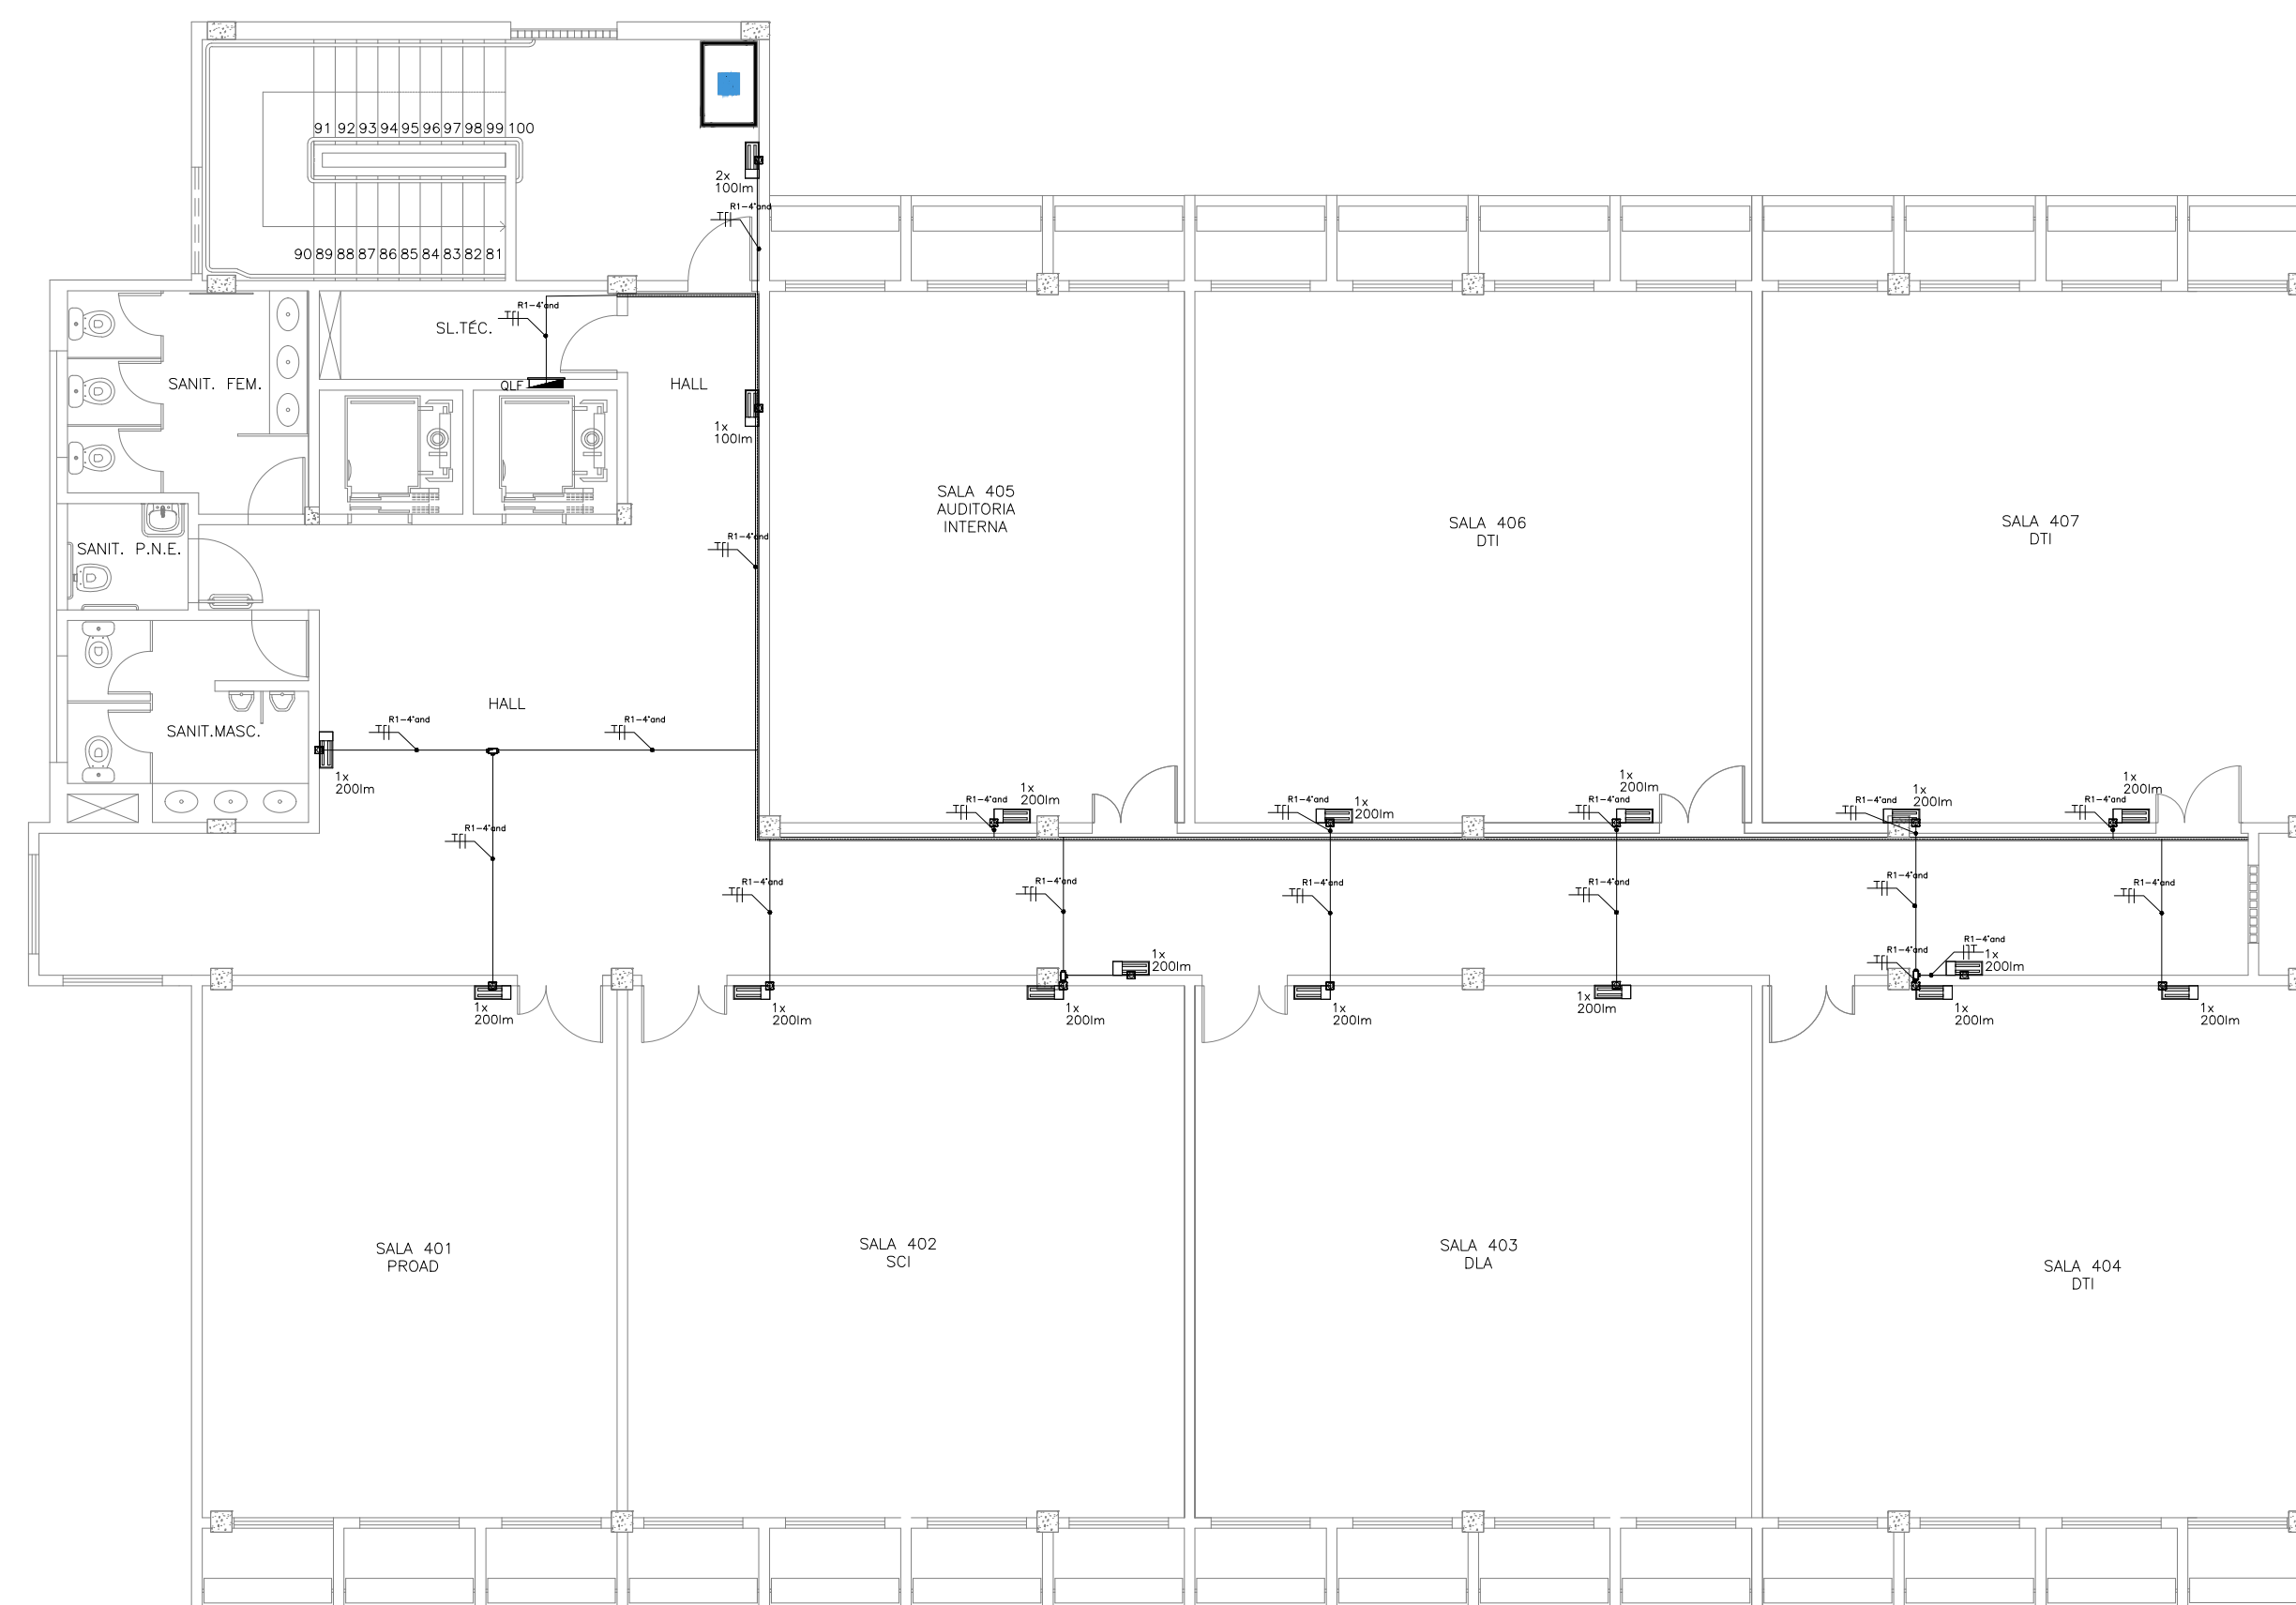 91 92 93 94 95 96 97 98 99 100
2x
100lm
R1-4°and
90 89 88 87 86 85 84 83 82 81
R1-4°and
SL.TÉC.
SANIT. FEM.
QLF
HALL
1x
100lm
SALA 405
AUDITORIA
INTERNA
SALA 406
DTI
SALA 407
DTI
R1-4°and
SANIT. P.N.E.
HALL
SANIT.MASC.
R1-4°and
R1-4°and
1x
200lm
R1-4°and
1x
200lm
R1-4°and
1x
200lm
R1-4°and
1x
200lm
R1-4°and
1x
200lm
R1-4°and
1x
200lm
R1-4°and
R1-4°and
R1-4°and
R1-4°and
R1-4°and
R1-4°and
R1-4°and
1x
200lm
R1-4°and
R1-4°and
1x
200lm
1x
200lm
1x
200lm
1x
200lm
1x
200lm
1x
200lm
1x
200lm
1x
200lm
SALA 401
PROAD
SALA 402
SCI
SALA 403
DLA
SALA 404
DTI